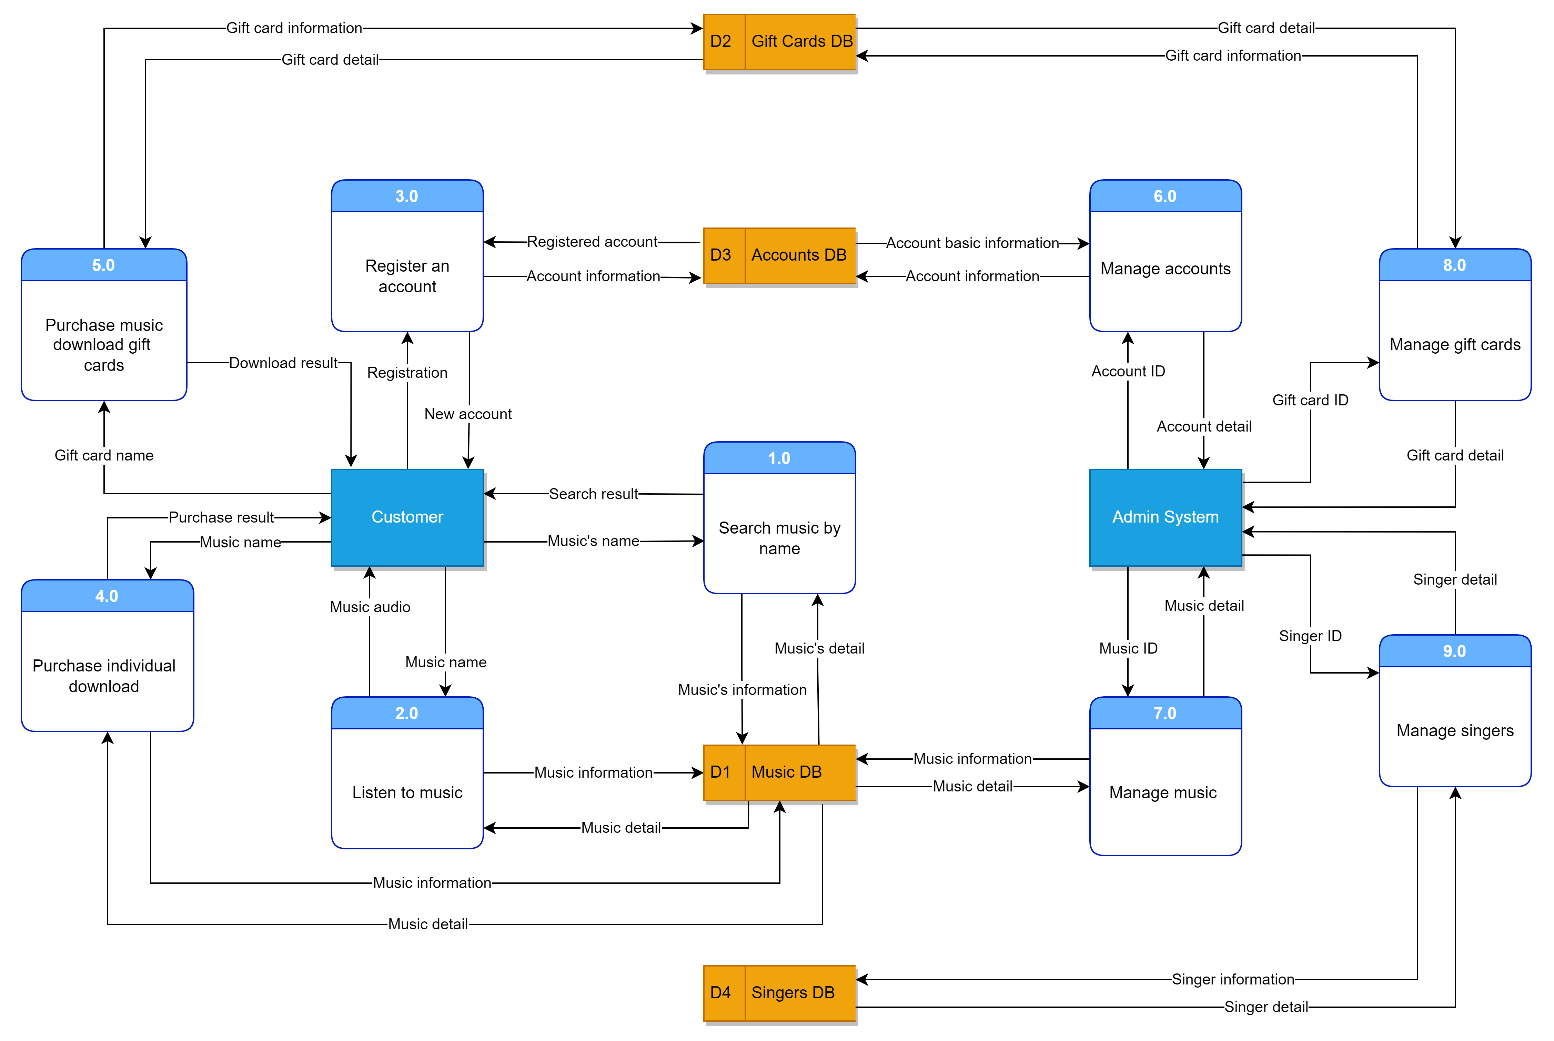 Gift card information
D2
Gift Cards DB
Gift card detail
Gift card detail
Gift card information
3.0
Register an
account
Registered account
Account information
D3
Accounts DB
Account basic information
Account information
6.0
Manage accounts
5.0
Purchase music
download gift
cards
8.0
Manage gift cards
Download result
Registration
New account
Account ID
Account detail
Gift card ID
Gift card detail
Gift card name
1.0
Search music by
name
Search result
Music's name
Customer
Admin System
Purchase result
Music name
4.0
Purchase individual
download
Music audio
Music name
Music's detail
Music's information
Music ID
Music detail
Singer ID
Singer detail
9.0
Manage singers
2.0
Listen to music
Music information
Music detail
D1
Music DB
Music information
Music detail
7.0
Manage music
Music information
Music detail
D4
Singers DB
Singer information
Singer detail